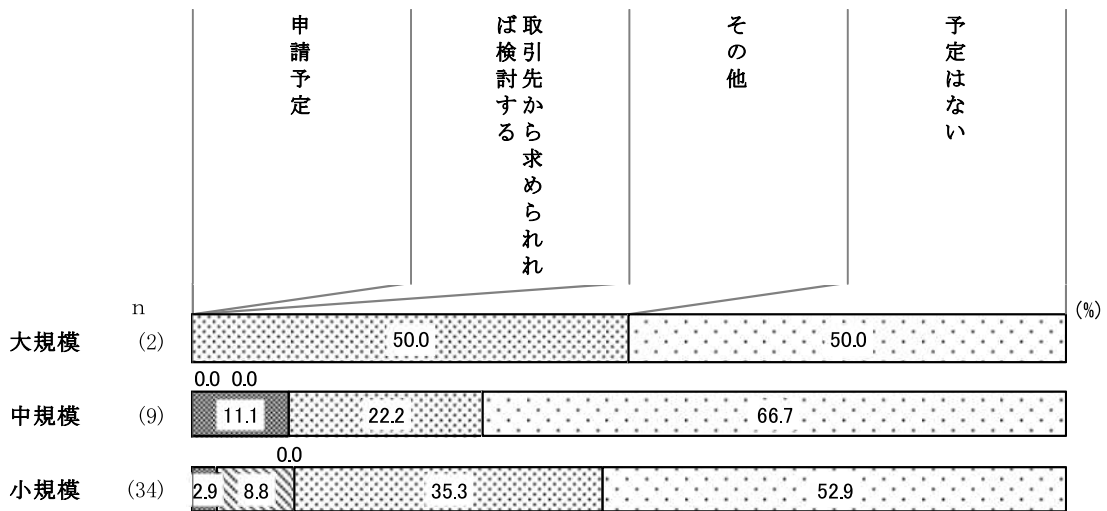 申請予定
取引先から求められれ
ば検討する
その他
予定はない
n
(%)
大規模 (2) 50.0 50.0
0.0 0.0
中規模 (9) 11.1 22.2 66.7
0.0
小規模 (34) 2.9 8.8 35.3 52.9